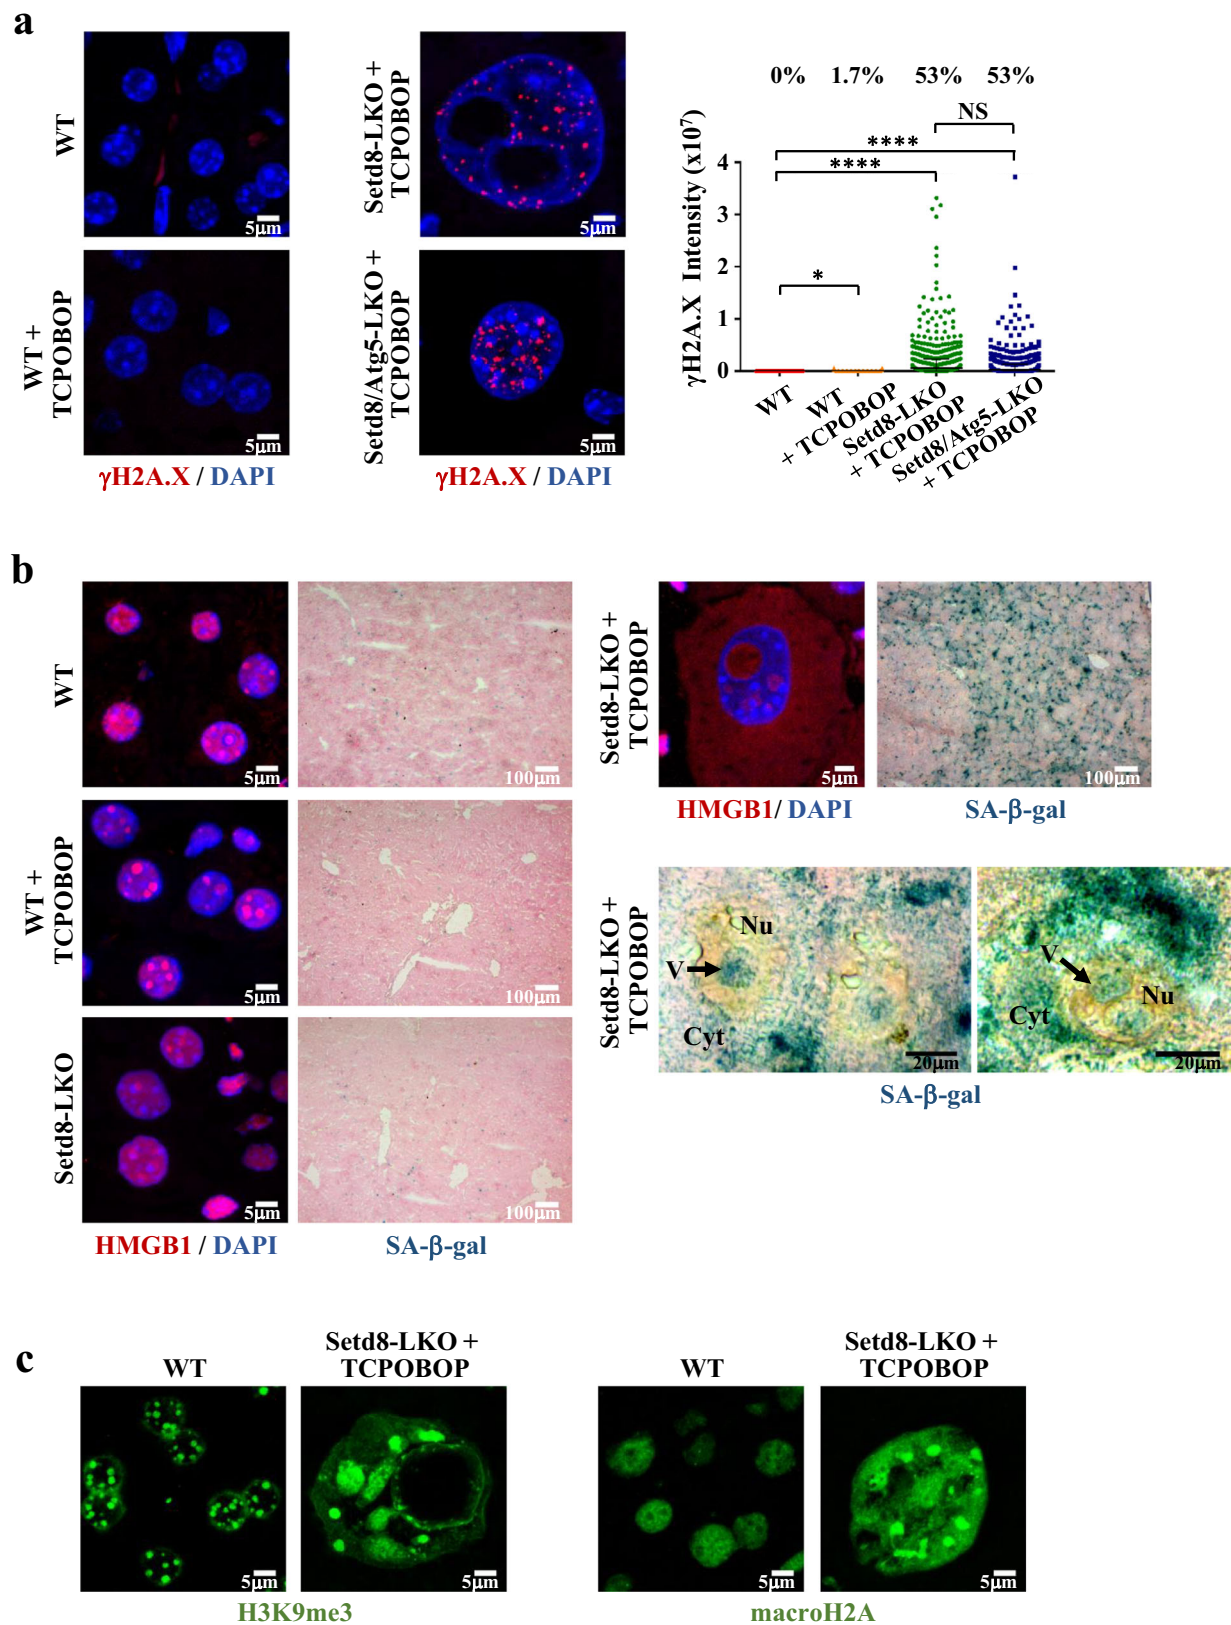 a
WT
5μm
Setd8-LKO +
TCPOBOP
5μm
WT +
TCPOBOP
5μm
Setd8/Atg5-LKO +
TCPOBOP
5μm
γH2A.X / DAPI
γH2A.X / DAPI
0% 1.7% 53% 53%
NS
****
****
*
γH2A.X Intensity (x10⁷)
4
3
2
1
0
WT
WT
+ TCPOBOP
Setd8-LKO
+ TCPOBOP
Setd8/Atg5-LKO
+ TCPOBOP
b
WT
5μm
100μm
WT +
TCPOBOP
5μm
100μm
Setd8-LKO
5μm
100μm
HMGB1 / DAPI
SA-β-gal
Setd8-LKO +
TCPOBOP
5μm
100μm
HMGB1/ DAPI
SA-β-gal
Setd8-LKO +
TCPOBOP
Nu
V
Cyt
20μm
V
Nu
Cyt
20μm
SA-β-gal
c
WT
Setd8-LKO +
TCPOBOP
5μm
5μm
H3K9me3
WT
Setd8-LKO +
TCPOBOP
5μm
5μm
macroH2A